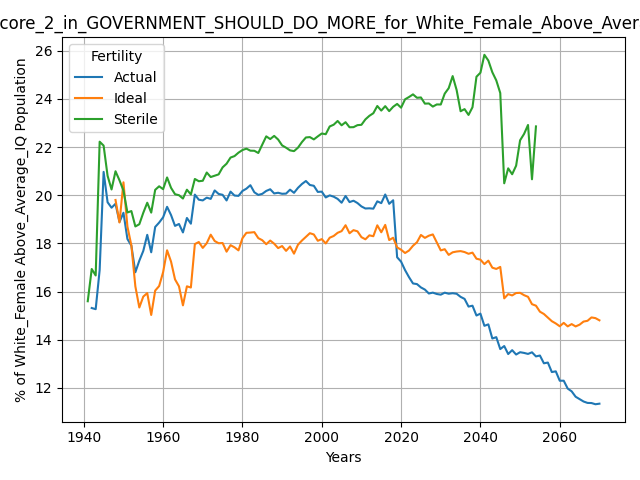 core_2_in_GOVERNMENT_SHOULD_DO_MORE_for_White_Female_Above_Aver
Fertility
Actual
Ideal
Sterile
% of White_Female Above_Average_IQ Population
26
24
22
20
18
16
14
12
1940 1960 1980 2000 2020 2040 2060
Years